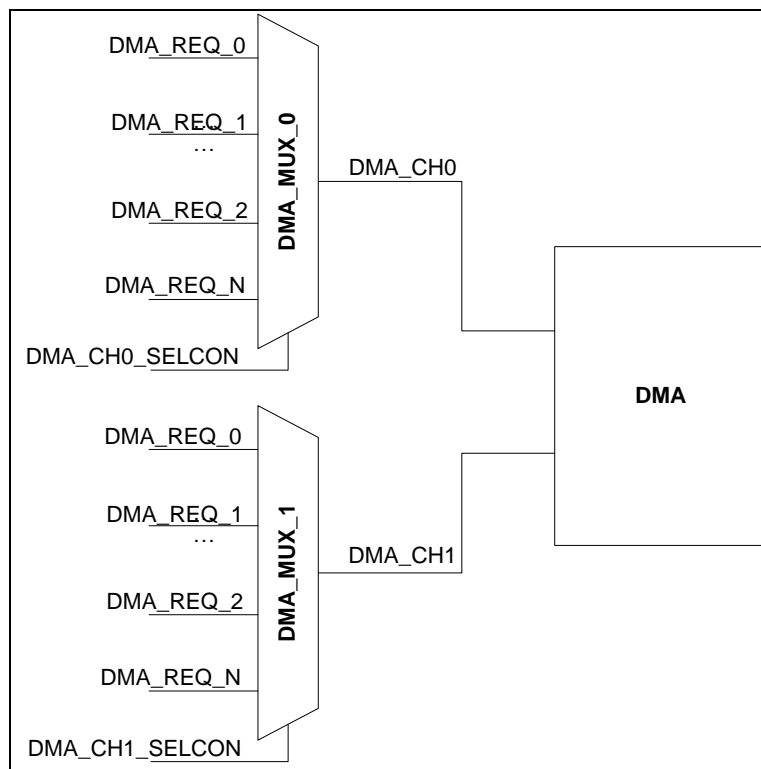 DMA_REQ_0
DMA_REQ_1
...
...
DMA_REQ_2
DMA_REQ_N
DMA_CH0_SELCON
DMA_MUX_0
DMA_CH0
DMA_REQ_0
DMA_REQ_1
...
...
DMA_REQ_2
DMA_REQ_N
DMA_CH1_SELCON
DMA_MUX_1
DMA_CH1
DMA